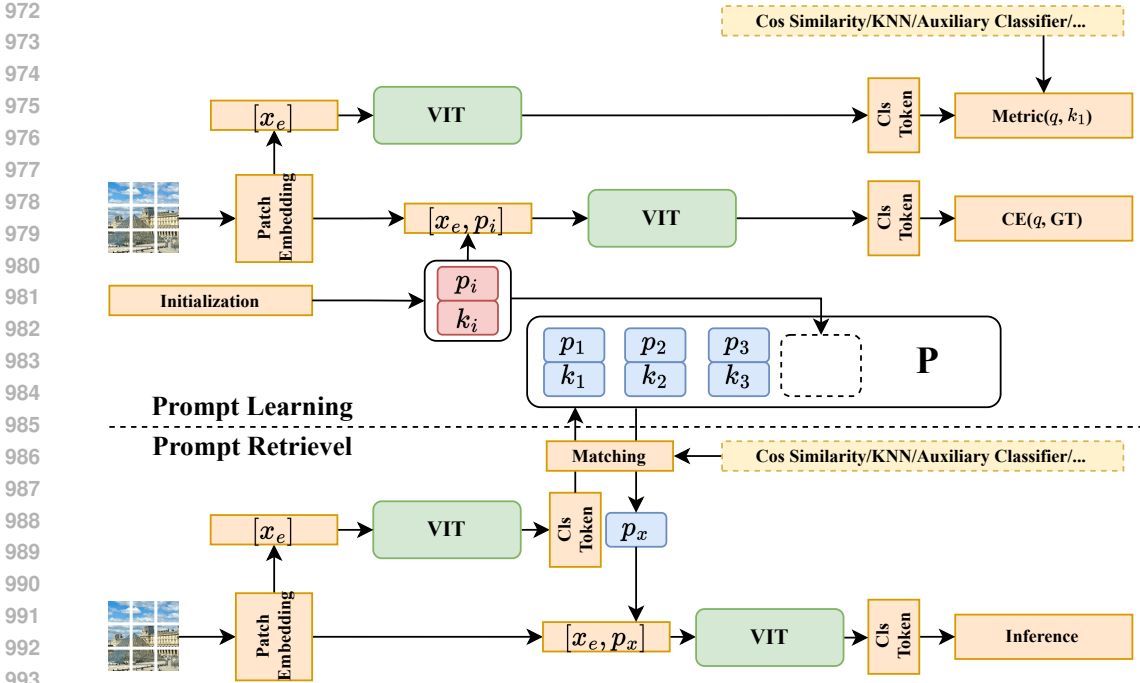 972
Cos Similarity/KNN/Auxiliary Classifier/...
973
974
975
[x_e]
VIT
Cls Token
Metric(q, k_1)
976
977
978
Patch Embedding
[x_e, p_i]
VIT
Cls Token
CE(q, GT)
979
980
p_i
981
Initialization
k_i
982
p_1
p_2
p_3
P
983
k_1
k_2
k_3
984
Prompt Learning
985
Prompt Retrievel
986
Matching
Cos Similarity/KNN/Auxiliary Classifier/...
987
988
[x_e]
VIT
Cls Token
p_x
989
990
991
Patch Embedding
[x_e, p_x]
VIT
Cls Token
Inference
992
993